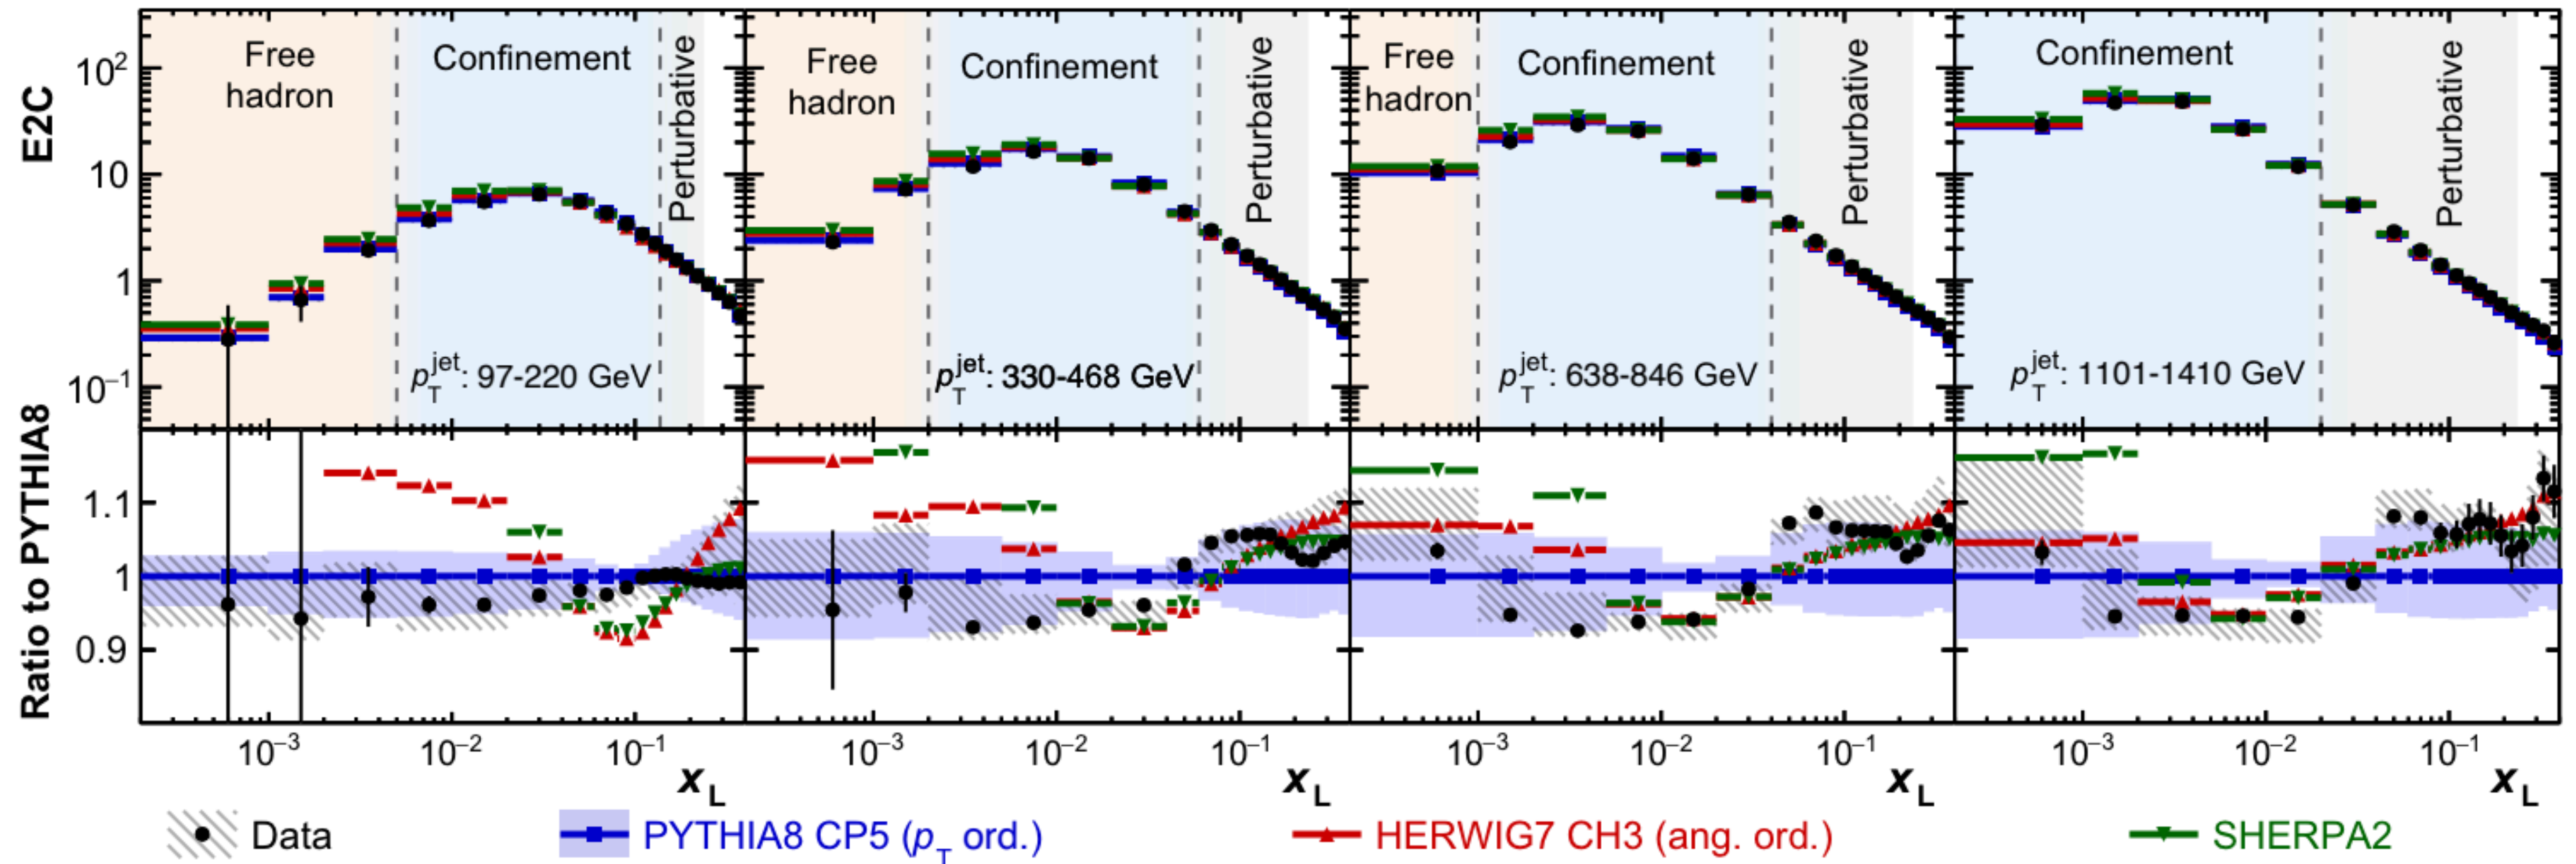 E2C
10²
10
1
10⁻¹
Free
hadron
Confinement
Perturbative
p_T^jet: 97-220 GeV
Free
hadron
Confinement
Perturbative
p_T^jet: 330-468 GeV
Free
hadron
Confinement
Perturbative
p_T^jet: 638-846 GeV
Confinement
Perturbative
p_T^jet: 1101-1410 GeV
Ratio to PYTHIA8
1.1
1
0.9
10⁻³ 10⁻² 10⁻¹ 10⁻³ 10⁻² 10⁻¹ 10⁻³ 10⁻² 10⁻¹ 10⁻³ 10⁻² 10⁻¹
x_L x_L x_L x_L
Data PYTHIA8 CP5 (p_T ord.) HERWIG7 CH3 (ang. ord.) SHERPA2